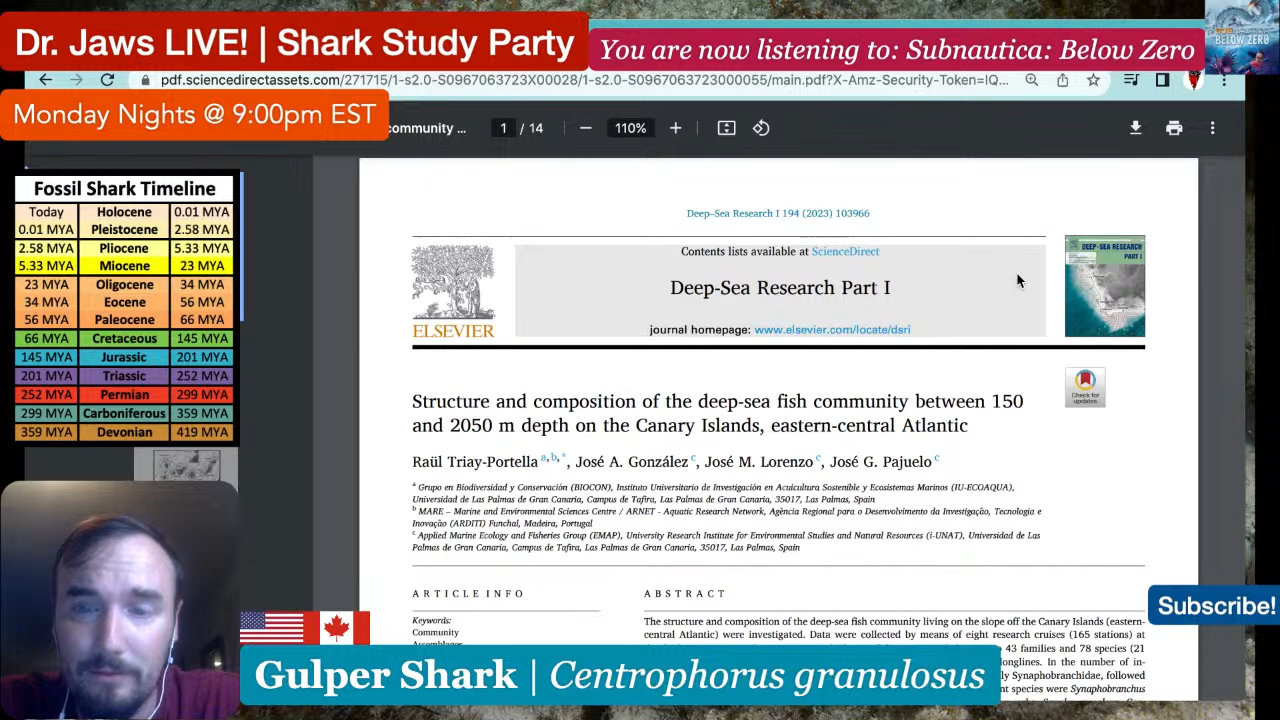 Dr. Jaws LIVE! | Shark Study Party
You are now listening to: Subnautica: Below Zero
BELOW ZERO
pdf.sciencedirectassets.com/271715/1-s2.0-S0967063723X00028/1-s2.0-S0967063723000055/main.pdf?X-Amz-Security-Token=IQ...
Monday Nights @ 9:00pm EST
community ...
1 / 14
110%
Fossil Shark Timeline
Today Holocene 0.01 MYA
0.01 MYA Pleistocene 2.58 MYA
2.58 MYA Pliocene 5.33 MYA
5.33 MYA Miocene 23 MYA
23 MYA Oligocene 34 MYA
34 MYA Eocene 56 MYA
56 MYA Paleocene 66 MYA
66 MYA Cretaceous 145 MYA
145 MYA Jurassic 201 MYA
201 MYA Triassic 252 MYA
252 MYA Permian 299 MYA
299 MYA Carboniferous 359 MYA
359 MYA Devonian 419 MYA
Deep–Sea Research I 194 (2023) 103966
Contents lists available at ScienceDirect
Deep-Sea Research Part I
journal homepage: www.elsevier.com/locate/dsri
ELSEVIER
DEEP-SEA RESEARCH
PART I
Check for
updates
Structure and composition of the deep-sea fish community between 150
and 2050 m depth on the Canary Islands, eastern-central Atlantic
Raül Triay-Portella a,b,*, José A. González c, José M. Lorenzo c, José G. Pajuelo c
a Grupo en Biodiversidad y Conservación (BIOCON), Instituto Universitario de Investigación en Acuicultura Sostenible y Ecosistemas Marinos (IU-ECOAQUA),
Universidad de Las Palmas de Gran Canaria, Campus de Tafira, Las Palmas de Gran Canaria, 35017, Las Palmas, Spain
b MARE – Marine and Environmental Sciences Centre / ARNET - Aquatic Research Network, Agência Regional para o Desenvolvimento da Investigação, Tecnologia e
Inovação (ARDITI) Funchal, Madeira, Portugal
c Applied Marine Ecology and Fisheries Group (EMAP), University Research Institute for Environmental Studies and Natural Resources (i-UNAT), Universidad de Las
Palmas de Gran Canaria, Campus de Tafira, Las Palmas de Gran Canaria, 35017, Las Palmas, Spain
ARTICLE INFO
Keywords:
Community
ABSTRACT
The structure and composition of the deep-sea fish community living on the slope off the Canary Islands (eastern-
central Atlantic) were investigated. Data were collected by means of eight research cruises (165 stations) at
43 families and 78 species (21
longlines. In the number of in-
ly Synaphobranchidae, followed
nt species were Synaphobranchus
Subscribe!
Gulper Shark | Centrophorus granulosus